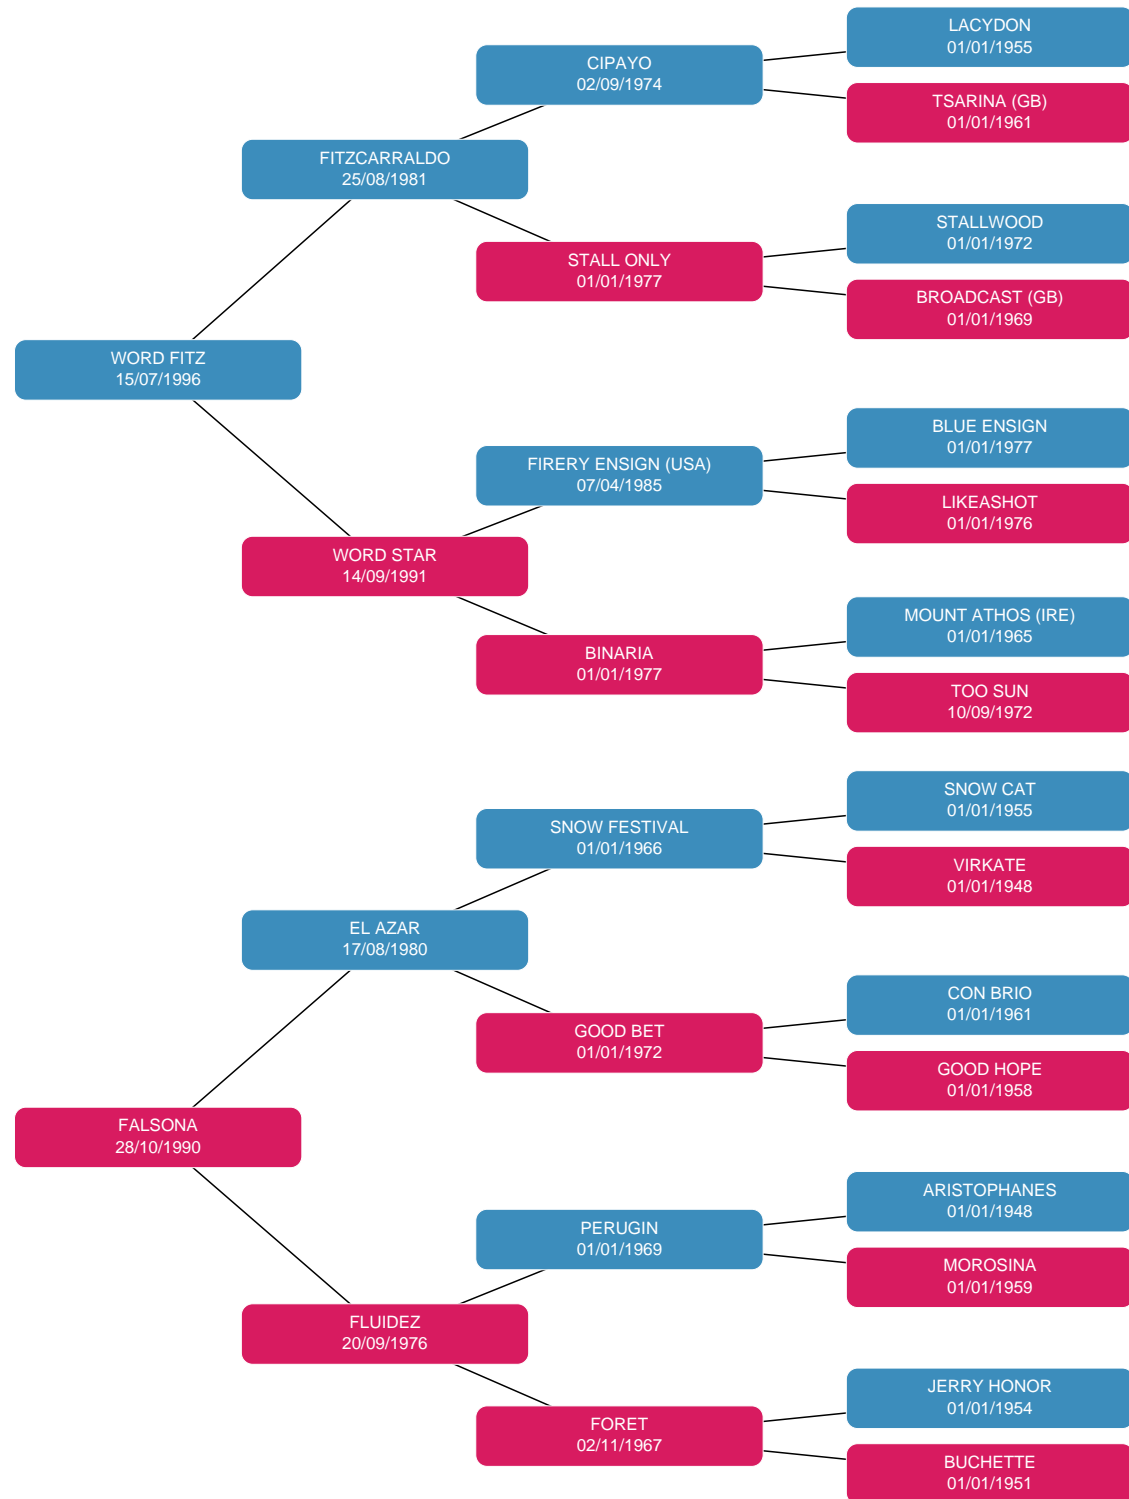 LACYDON
01/01/1955
CIPAYO
02/09/1974
TSARINA (GB)
01/01/1961
FITZCARRALDO
25/08/1981
STALLWOOD
01/01/1972
STALL ONLY
01/01/1977
BROADCAST (GB)
01/01/1969
WORD FITZ
15/07/1996
BLUE ENSIGN
01/01/1977
FIRERY ENSIGN (USA)
07/04/1985
LIKEASHOT
01/01/1976
WORD STAR
14/09/1991
MOUNT ATHOS (IRE)
01/01/1965
BINARIA
01/01/1977
TOO SUN
10/09/1972
SNOW CAT
01/01/1955
SNOW FESTIVAL
01/01/1966
VIRKATE
01/01/1948
EL AZAR
17/08/1980
CON BRIO
01/01/1961
GOOD BET
01/01/1972
GOOD HOPE
01/01/1958
FALSONA
28/10/1990
ARISTOPHANES
01/01/1948
PERUGIN
01/01/1969
MOROSINA
01/01/1959
FLUIDEZ
20/09/1976
JERRY HONOR
01/01/1954
FORET
02/11/1967
BUCHETTE
01/01/1951